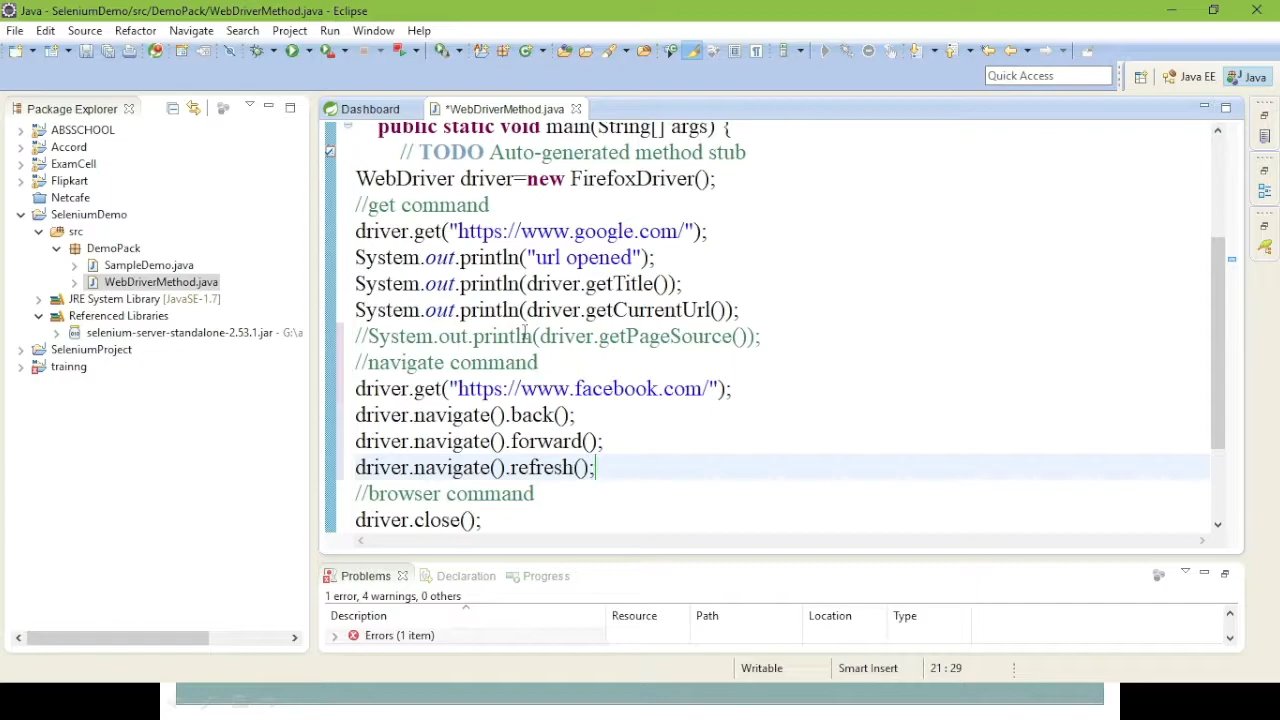 Java - SeleniumDemo/src/DemoPack/WebDriverMethod.java - Eclipse
File Edit Source Refactor Navigate Search Project Run Window Help
Quick Access
Java EE
Java
Package Explorer
ABSSCHOOL
Accord
ExamCell
Flipkart
Netcafe
SeleniumDemo
src
DemoPack
SampleDemo.java
WebDriverMethod.java
JRE System Library [JavaSE-1.7]
Referenced Libraries
selenium-server-standalone-2.53.1.jar - G:\a
SeleniumProject
trainng
Dashboard
*WebDriverMethod.java
public static void main(String[] args) {
// TODO Auto-generated method stub
WebDriver driver=new FirefoxDriver();
//get command
driver.get("https://www.google.com/");
System.out.println("url opened");
System.out.println(driver.getTitle());
System.out.println(driver.getCurrentUrl());
//System.out.println(driver.getPageSource());
//navigate command
driver.get("https://www.facebook.com/");
driver.navigate().back();
driver.navigate().forward();
driver.navigate().refresh();
//browser command
driver.close();
Problems
Declaration
Progress
1 error, 4 warnings, 0 others
Description Resource Path Location Type
Errors (1 item)
Writable Smart Insert 21 : 29